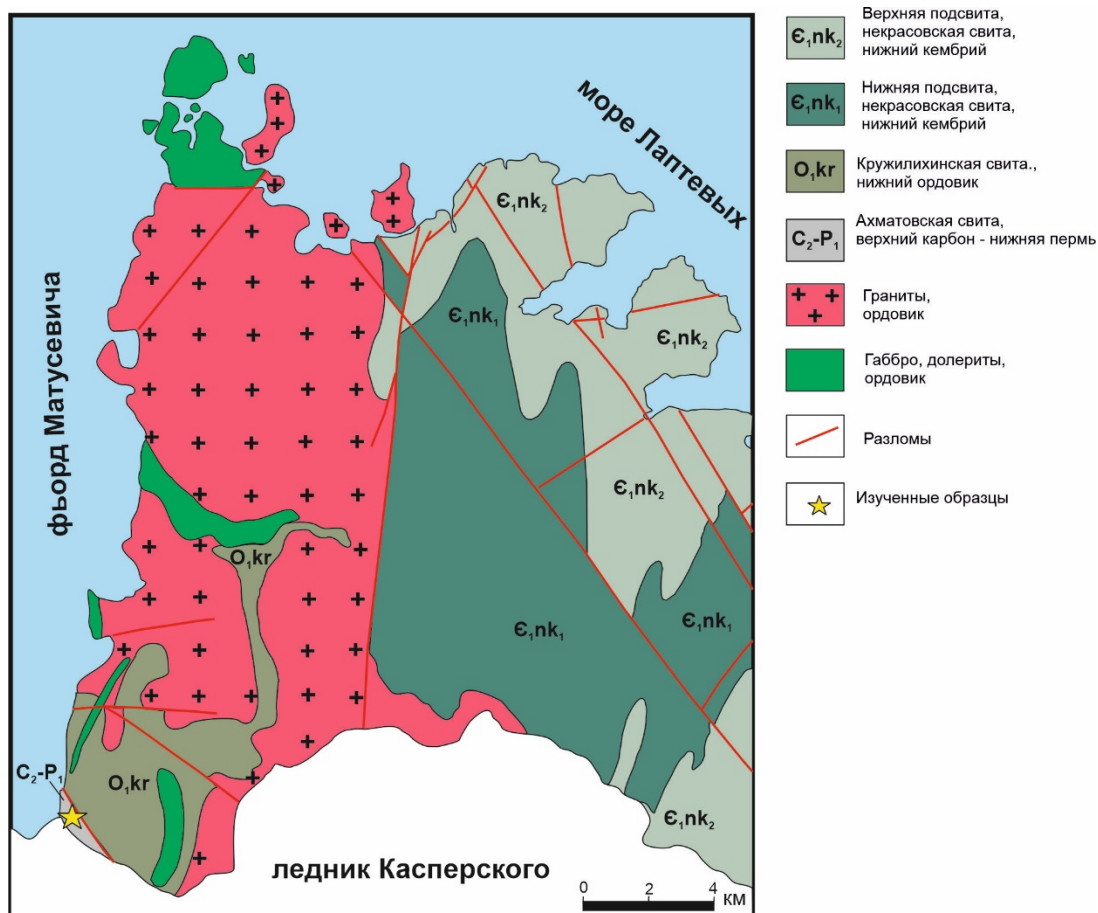 море Лаптевых
Є₁nk₂
Є₁nk₁
Є₁nk₂
фьорд Матусевича
Є₁nk₂
O₁kr
Є₁nk₁
Є₁nk₁
C₂-P₁
O₁kr
Є₁nk₂
ледник Касперского
0 2 4 км
Є₁nk₂
Верхняя подсвита,
некрасовская свита,
нижний кембрий
Є₁nk₁
Нижняя подсвита,
некрасовская свита,
нижний кембрий
O₁kr
Кружилихинская свита.,
нижний ордовик
C₂-P₁
Ахматовская свита,
верхний карбон - нижняя пермь
Граниты,
ордовик
Габбро, долериты,
ордовик
Разломы
Изученные образцы